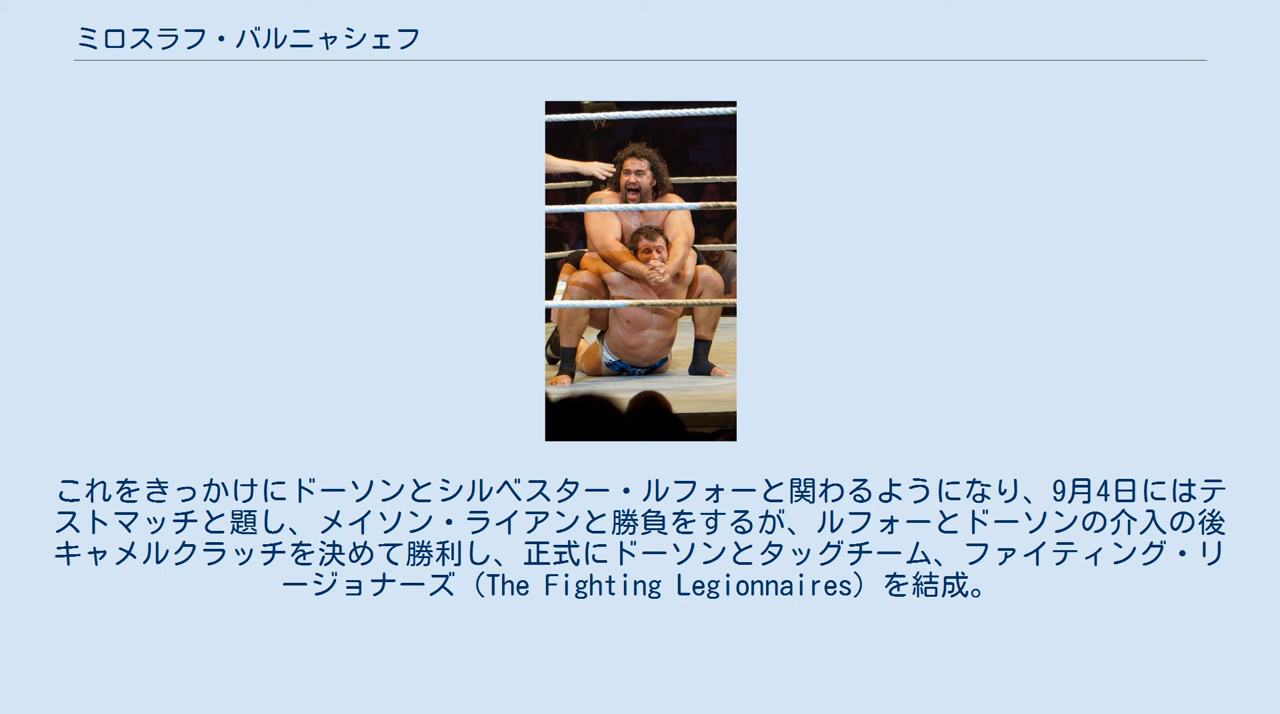 ミロスラフ・バルニャシェフ
これをきっかけにドーソンとシルベスター・ルフォーと関わるようになり、9月4日にはテ
ストマッチと題し、メイソン・ライアンと勝負をするが、ルフォーとドーソンの介入の後
キャメルクラッチを決めて勝利し、正式にドーソンとタッグチーム、ファイティング・リ
ージョナーズ（The Fighting Legionnaires）を結成。